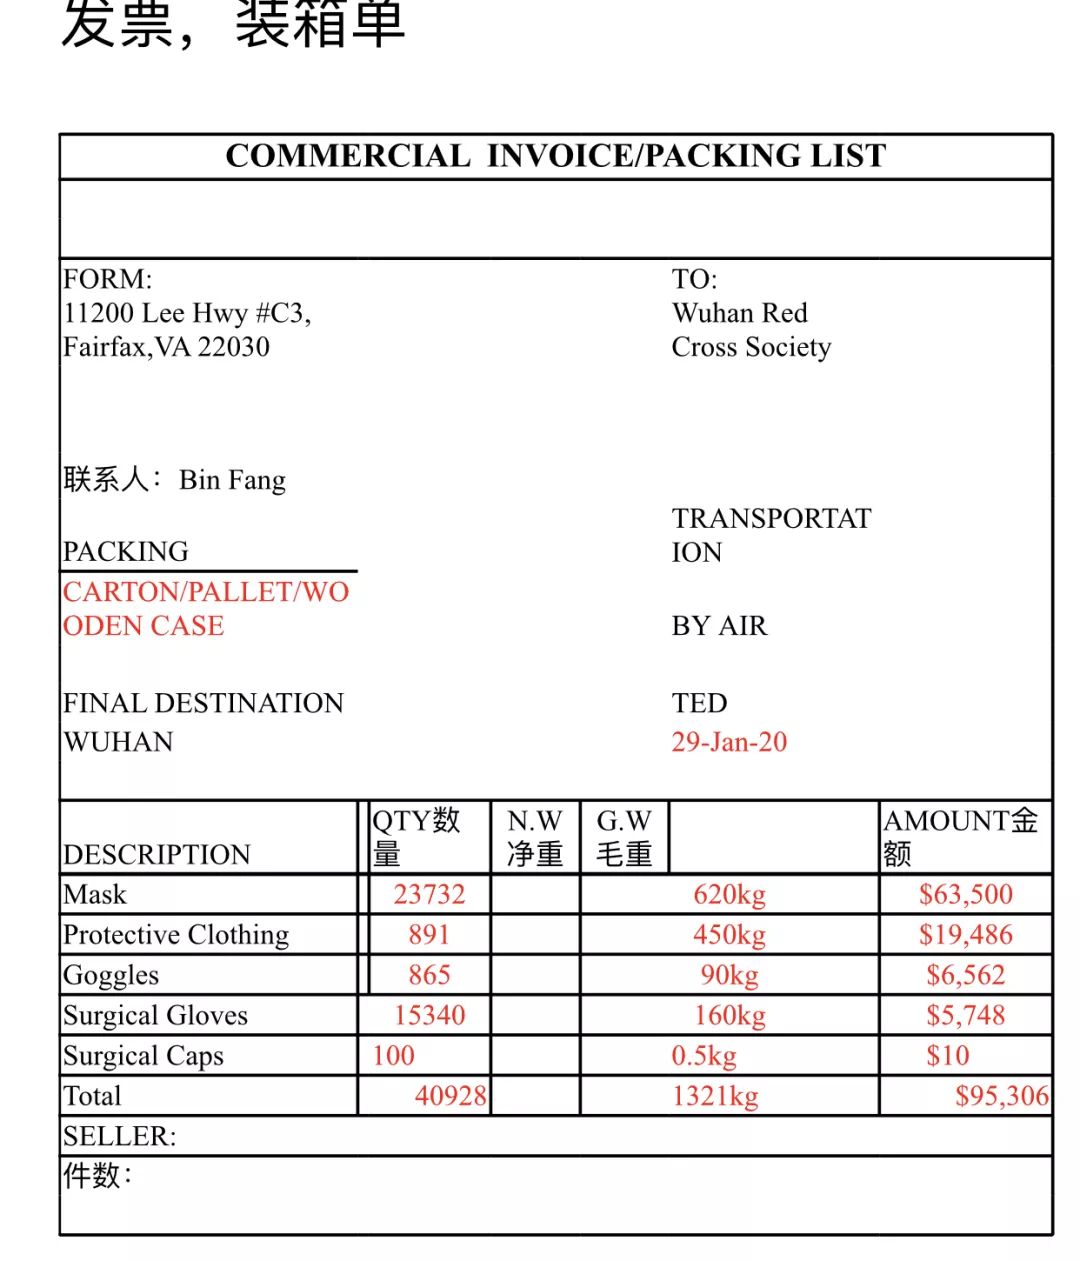 发票，装箱单
COMMERCIAL INVOICE/PACKING LIST
FORM:
11200 Lee Hwy #C3,
Fairfax,VA 22030
TO:
Wuhan Red
Cross Society
联系人：Bin Fang
PACKING
TRANSPORTAT
ION
CARTON/PALLET/WO
ODEN CASE
BY AIR
FINAL DESTINATION
TED
WUHAN
29-Jan-20
DESCRIPTION
QTY数
量
N.W
净重
G.W
毛重
AMOUNT金
额
Mask 23732 620kg $63,500
Protective Clothing 891 450kg $19,486
Goggles 865 90kg $6,562
Surgical Gloves 15340 160kg $5,748
Surgical Caps 100 0.5kg $10
Total 40928 1321kg $95,306
SELLER:
件数：